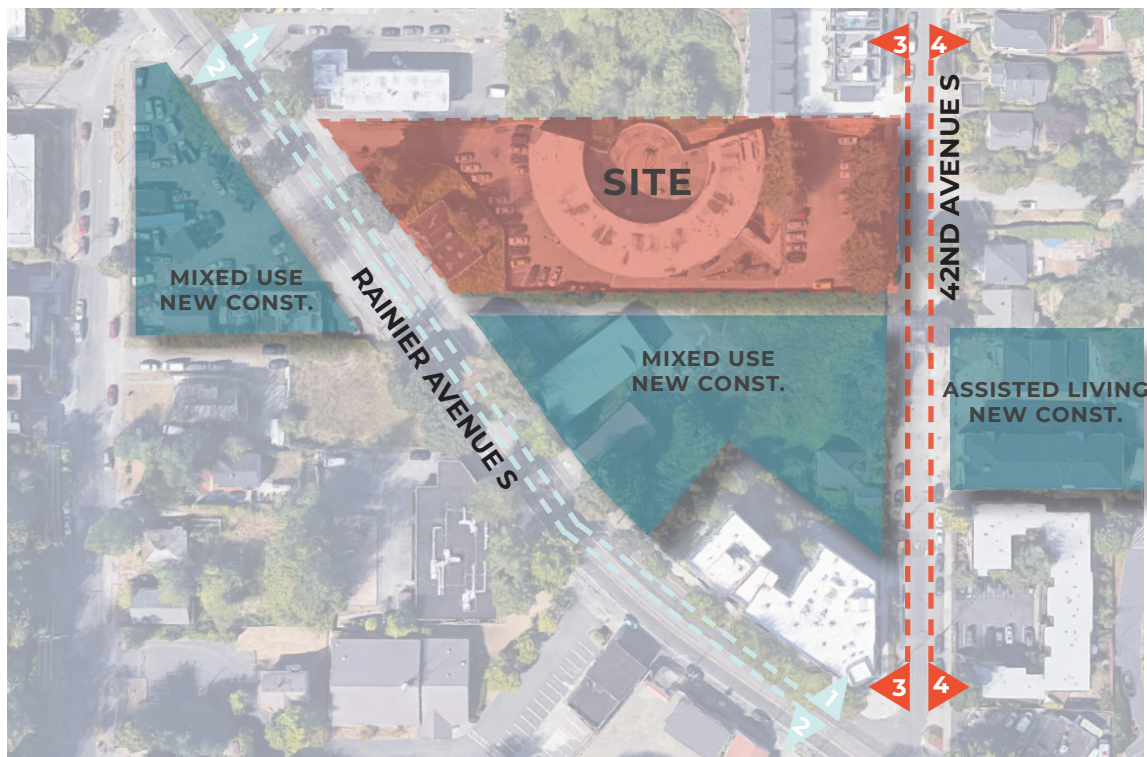 1
2
3
4
SITE
42ND AVENUE S
MIXED USE
NEW CONST.
RAINIER AVENUE S
MIXED USE
NEW CONST.
ASSISTED LIVING
NEW CONST.
3
4
1
2